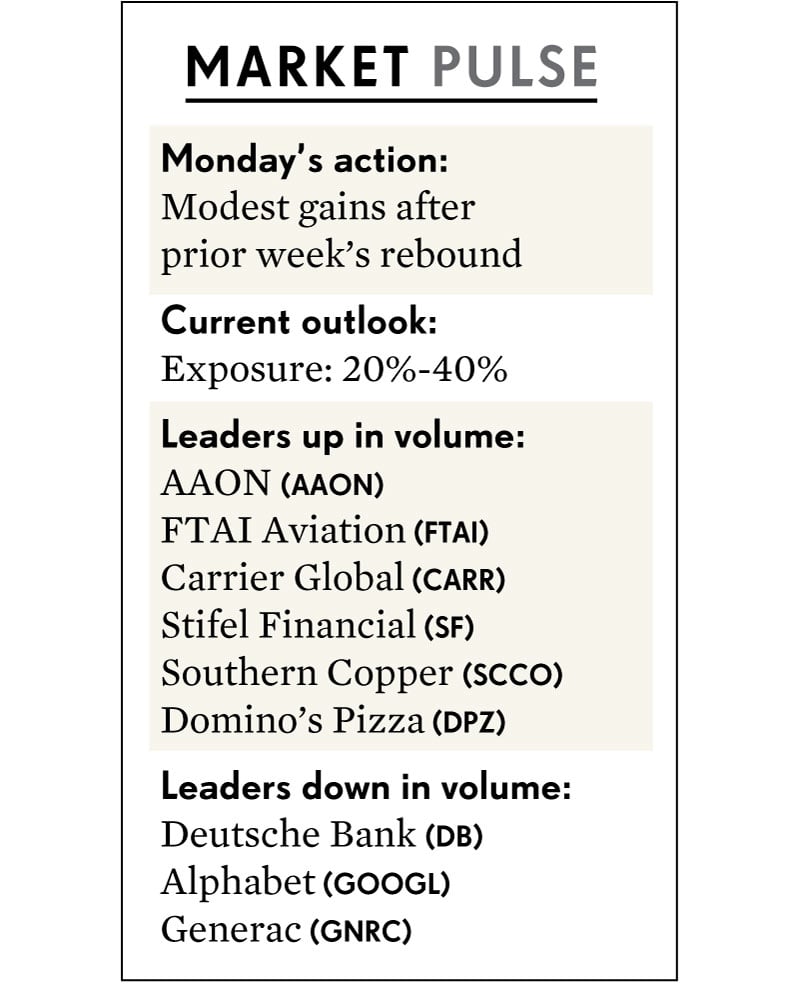 MARKET PULSE
Monday’s action:
Modest gains after
prior week’s rebound
Current outlook:
Exposure: 20%-40%
Leaders up in volume:
AAON (AAON)
FTAI Aviation (FTAI)
Carrier Global (CARR)
Stifel Financial (SF)
Southern Copper (SCCO)
Domino’s Pizza (DPZ)
Leaders down in volume:
Deutsche Bank (DB)
Alphabet (GOOGL)
Generac (GNRC)